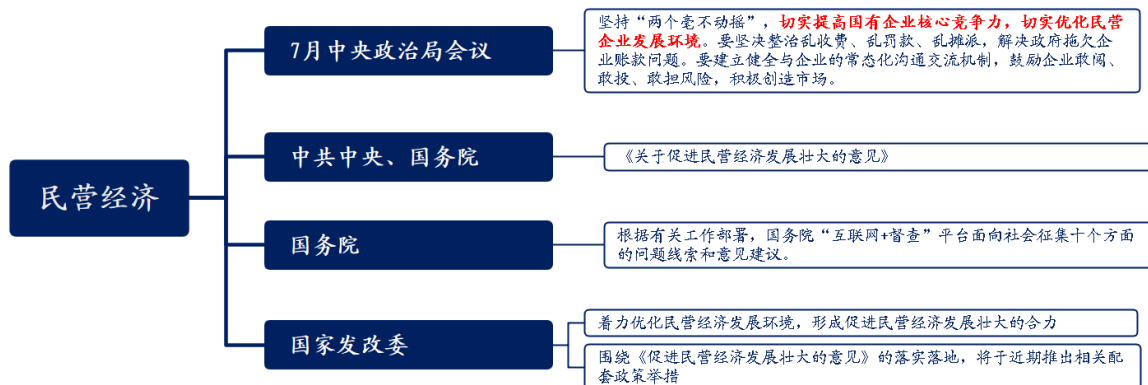 民营经济
7月中央政治局会议
坚持“两个毫不动摇”，切实提高国有企业核心竞争力，切实优化民营
企业发展环境。要坚决整治乱收费、乱罚款、乱摊派，解决政府拖欠企
业账款问题。要建立健全与企业的常态化沟通交流机制，鼓励企业敢闯、
敢投、敢担风险，积极创造市场。
中共中央、国务院
《关于促进民营经济发展壮大的意见》
国务院
根据有关工作部署，国务院“互联网+督查”平台面向社会征集十个方面
的问题线索和意见建议。
国家发改委
着力优化民营经济发展环境，形成促进民营经济发展壮大的合力
围绕《促进民营经济发展壮大的意见》的落实落地，将于近期推出相关配
套政策举措